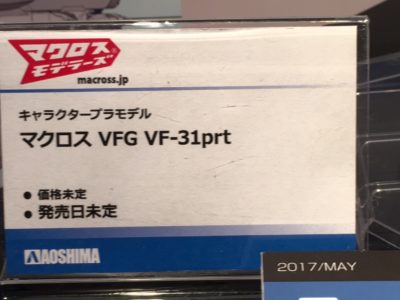 マクロス
モデラーズ
macross.jp
キャラクタープラモデル
マクロス VFG VF-31prt
● 価格未定
● 発売日未定
AOSHIMA
2017/MAY